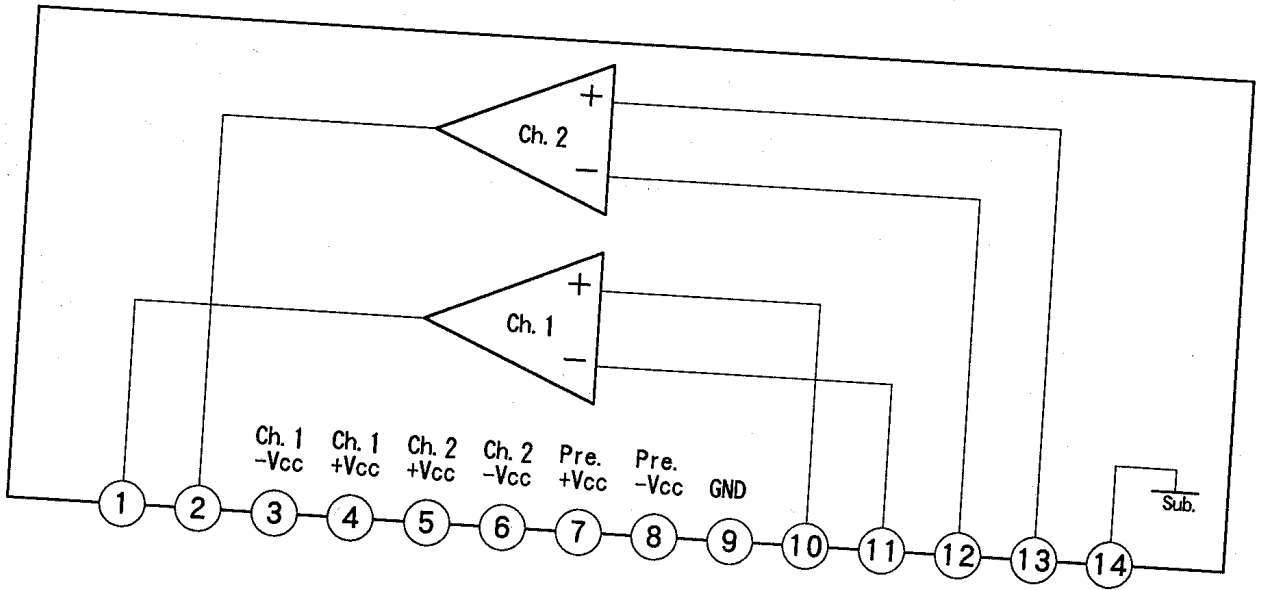 +
Ch. 2
−
+
Ch. 1
−
Ch. 1 Ch. 1 Ch. 2 Ch. 2 Pre. Pre.
-Vcc +Vcc +Vcc -Vcc +Vcc -Vcc GND
Sub.
1 2 3 4 5 6 7 8 9 10 11 12 13 14